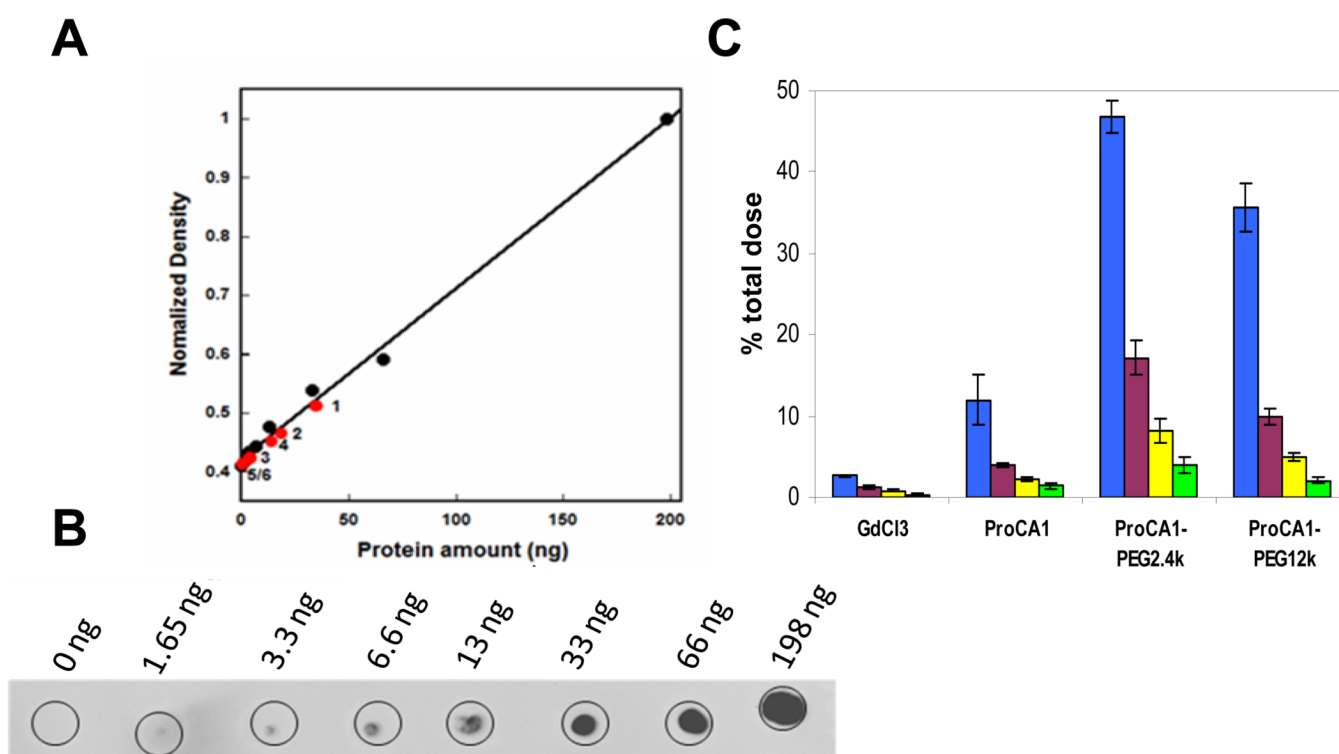 A
1
0.9
0.8
0.7
0.6
0.5
0.4
Nomalized Density
1
2
4
3
5/6
0 50 100 150 200
Protein amount (ng)
B
0 ng 1.65 ng 3.3 ng 6.6 ng 13 ng 33 ng 66 ng 198 ng
C
50
40
30
20
10
0
% total dose
GdCl3 ProCA1 ProCA1- ProCA1-
PEG2.4k PEG12k